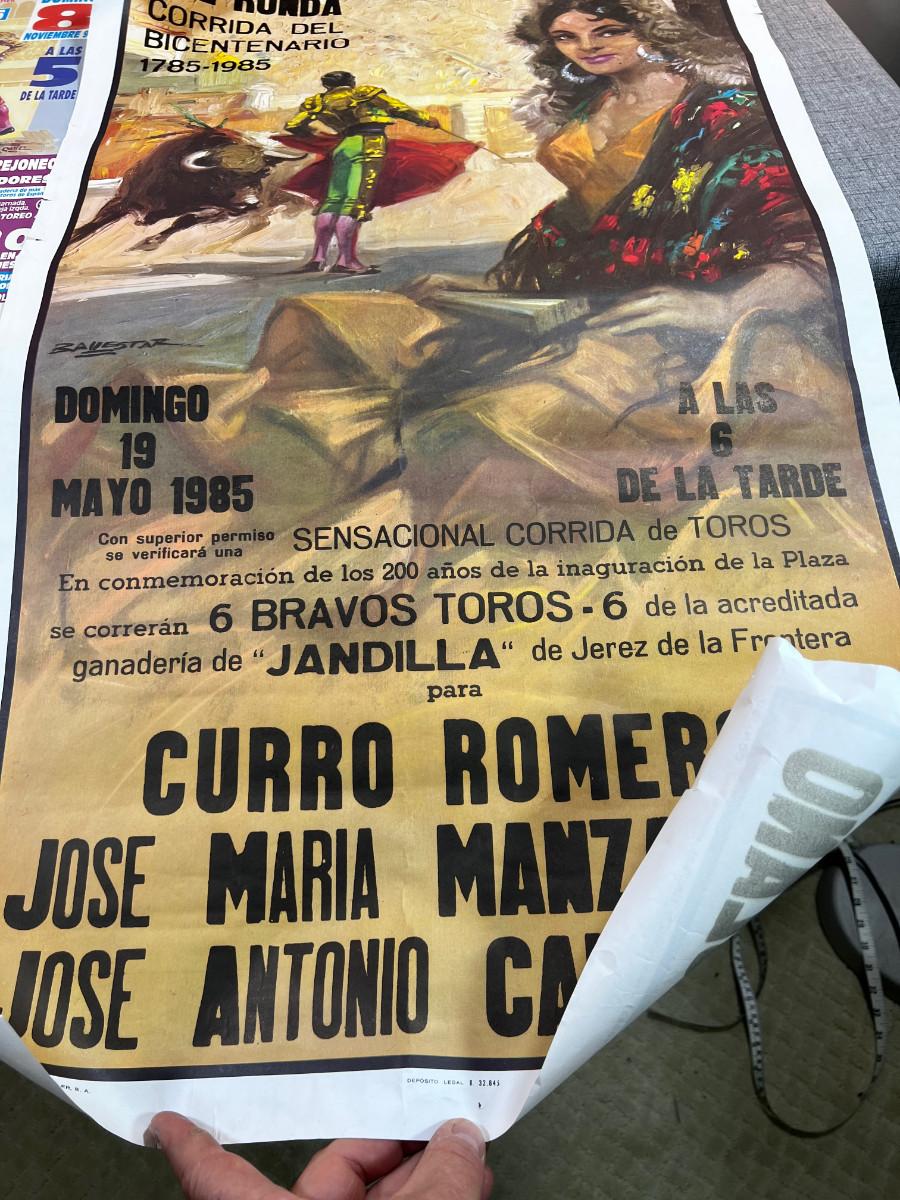 RONDA
CORRIDA DEL
BICENTENARIO
1785-1985
BALLESTAR
DOMINGO
19
MAYO 1985
A LAS
6
DE LA TARDE
Con superior permiso
se verificará una
SENSACIONAL CORRIDA de TOROS
En conmemoración de los 200 años de la inaguración de la Plaza
se correrán 6 BRAVOS TOROS - 6 de la acreditada
ganadería de "JANDILLA" de Jerez de la Frontera
para
CURRO ROMERO
JOSE MARIA MANZ
JOSE ANTONIO CA
DEPOSITO LEGAL B. 32.845
8
NOVIEMBRE
A LAS
5
DE LA TARDE